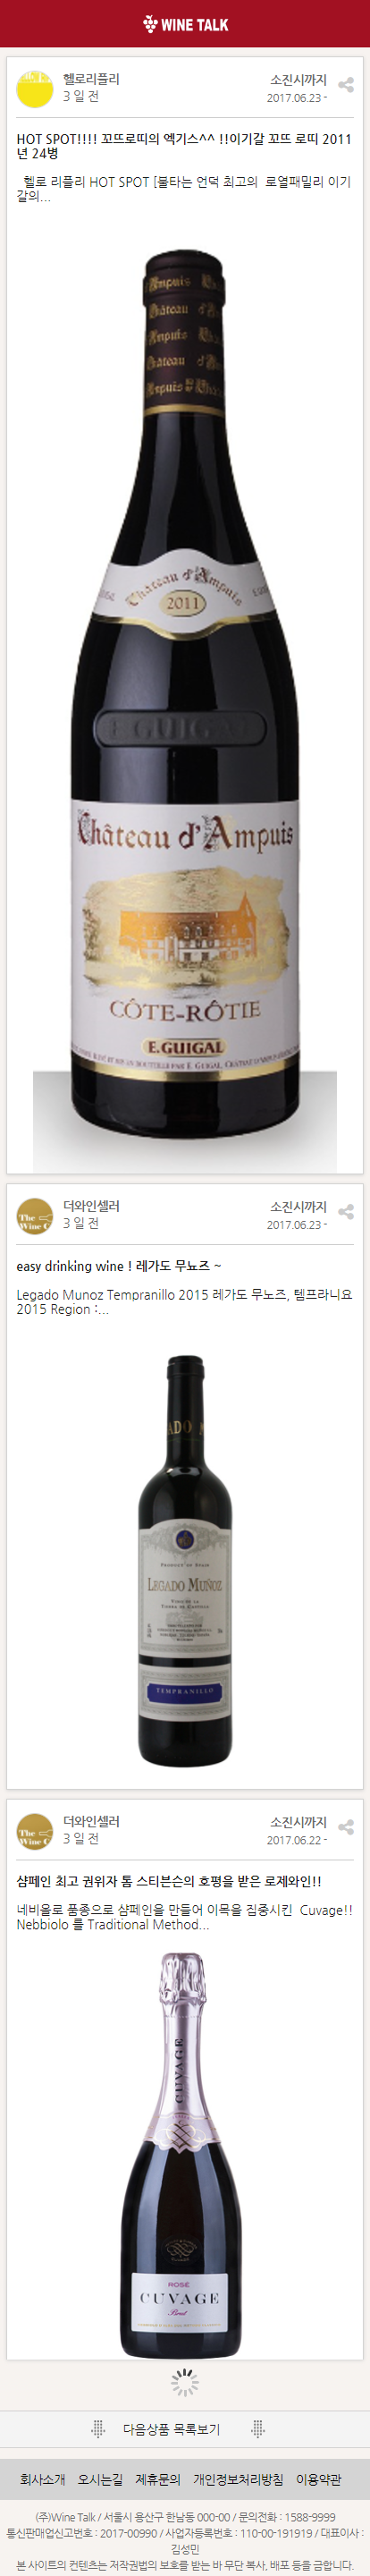 WINE TALK
헬로리플리
3 일 전
소진시까지
2017.06.23 -
HOT SPOT!!!! 꼬뜨로띠의 엑기스^^ !!이기갈 꼬뜨 로띠 2011
년 24병
헬로 리플리 HOT SPOT [불타는 언덕 최고의 로열패밀리 이기
갈의...
Château d'Ampuis
2011
E.GUIGAL
Château d'Ampuis
CÔTE-RÔTIE
E.GUIGAL
더와인셀러
3 일 전
소진시까지
2017.06.23 -
easy drinking wine ! 레가도 무뇨즈 ~
Legado Munoz Tempranillo 2015 레가도 무뇨즈, 템프라니요
2015 Region :...
PRODUCT OF SPAIN
LEGADO MUÑOZ
VINO DE LA
TIERRA DE CASTILLA
TEMPRANILLO
더와인셀러
3 일 전
소진시까지
2017.06.22 -
샴페인 최고 권위자 톰 스티븐슨의 호평을 받은 로제와인!!
네비올로 품종으로 샴페인을 만들어 이목을 집중시킨 Cuvage!!
Nebbiolo 를 Traditional Method...
CUVAGE
ROSÉ
CUVAGE
Brut
다음상품 목록보기
회사소개 오시는길 제휴문의 개인정보처리방침 이용약관
(주)Wine Talk / 서울시 용산구 한남동 000-00 / 문의전화 : 1588-9999
통신판매업신고번호 : 2017-00990 / 사업자등록번호 : 110-00-191919 / 대표이사 :
김성민
본 사이트의 컨텐츠는 저작권법의 보호를 받는 바 무단 복사, 배포 등을 금합니다.